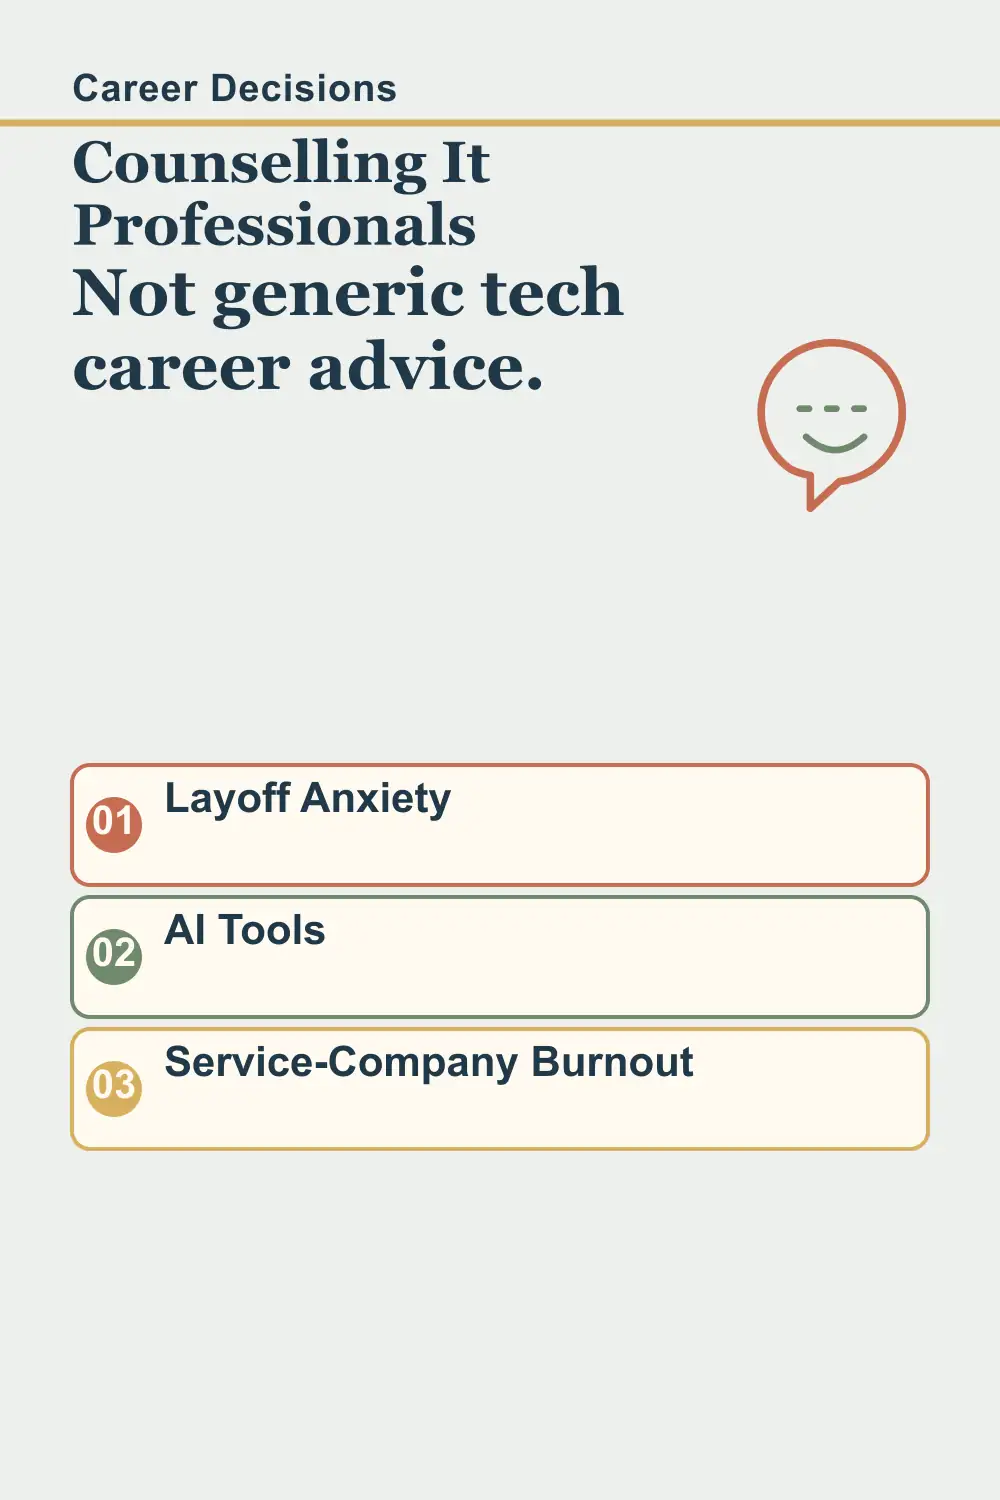 Career Decisions
Counselling It
Professionals
Not generic tech
career advice.
01
Layoff Anxiety
02
AI Tools
03
Service-Company Burnout